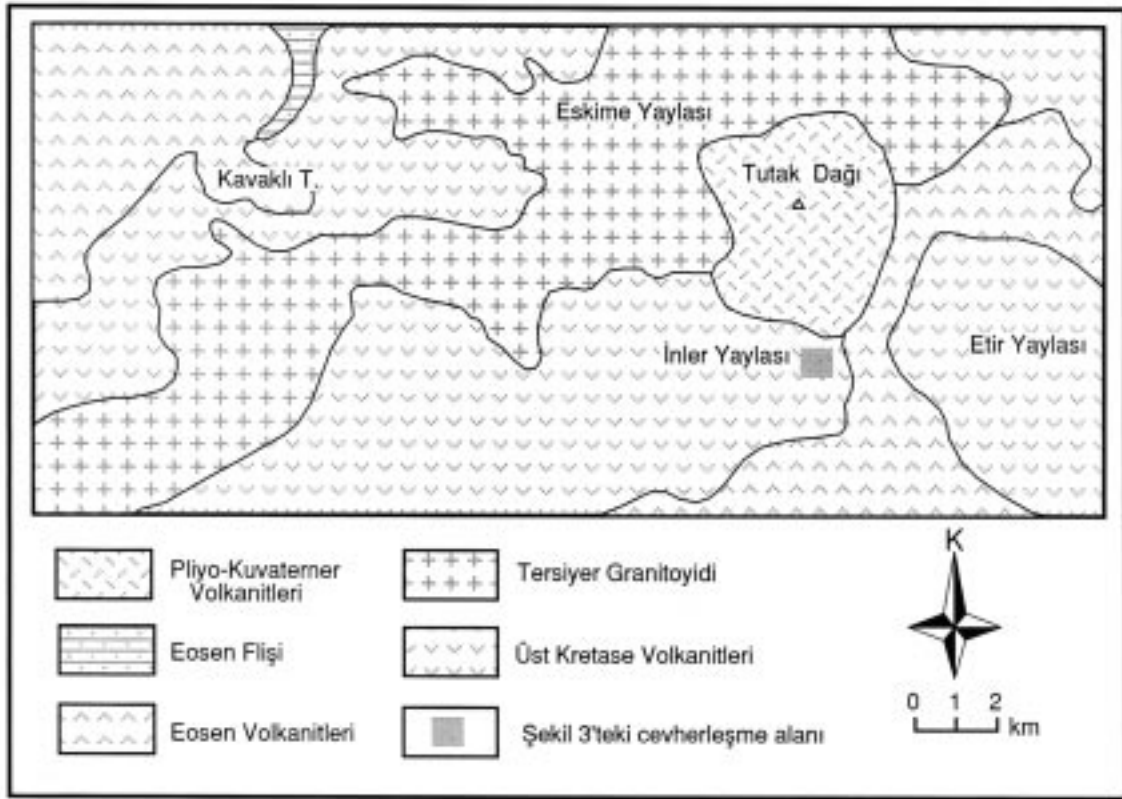 Eskime Yaylası
Tutak Dağı
Kavaklı T.
İnler Yaylası
Etir Yaylası
Pliyo-Kuvaterner
Volkanitleri
Eosen Flişi
Eosen Volkanitleri
Tersiyer Granitoyidi
Üst Kretase Volkanitleri
Şekil 3'teki cevherleşme alanı
K
0 1 2
km